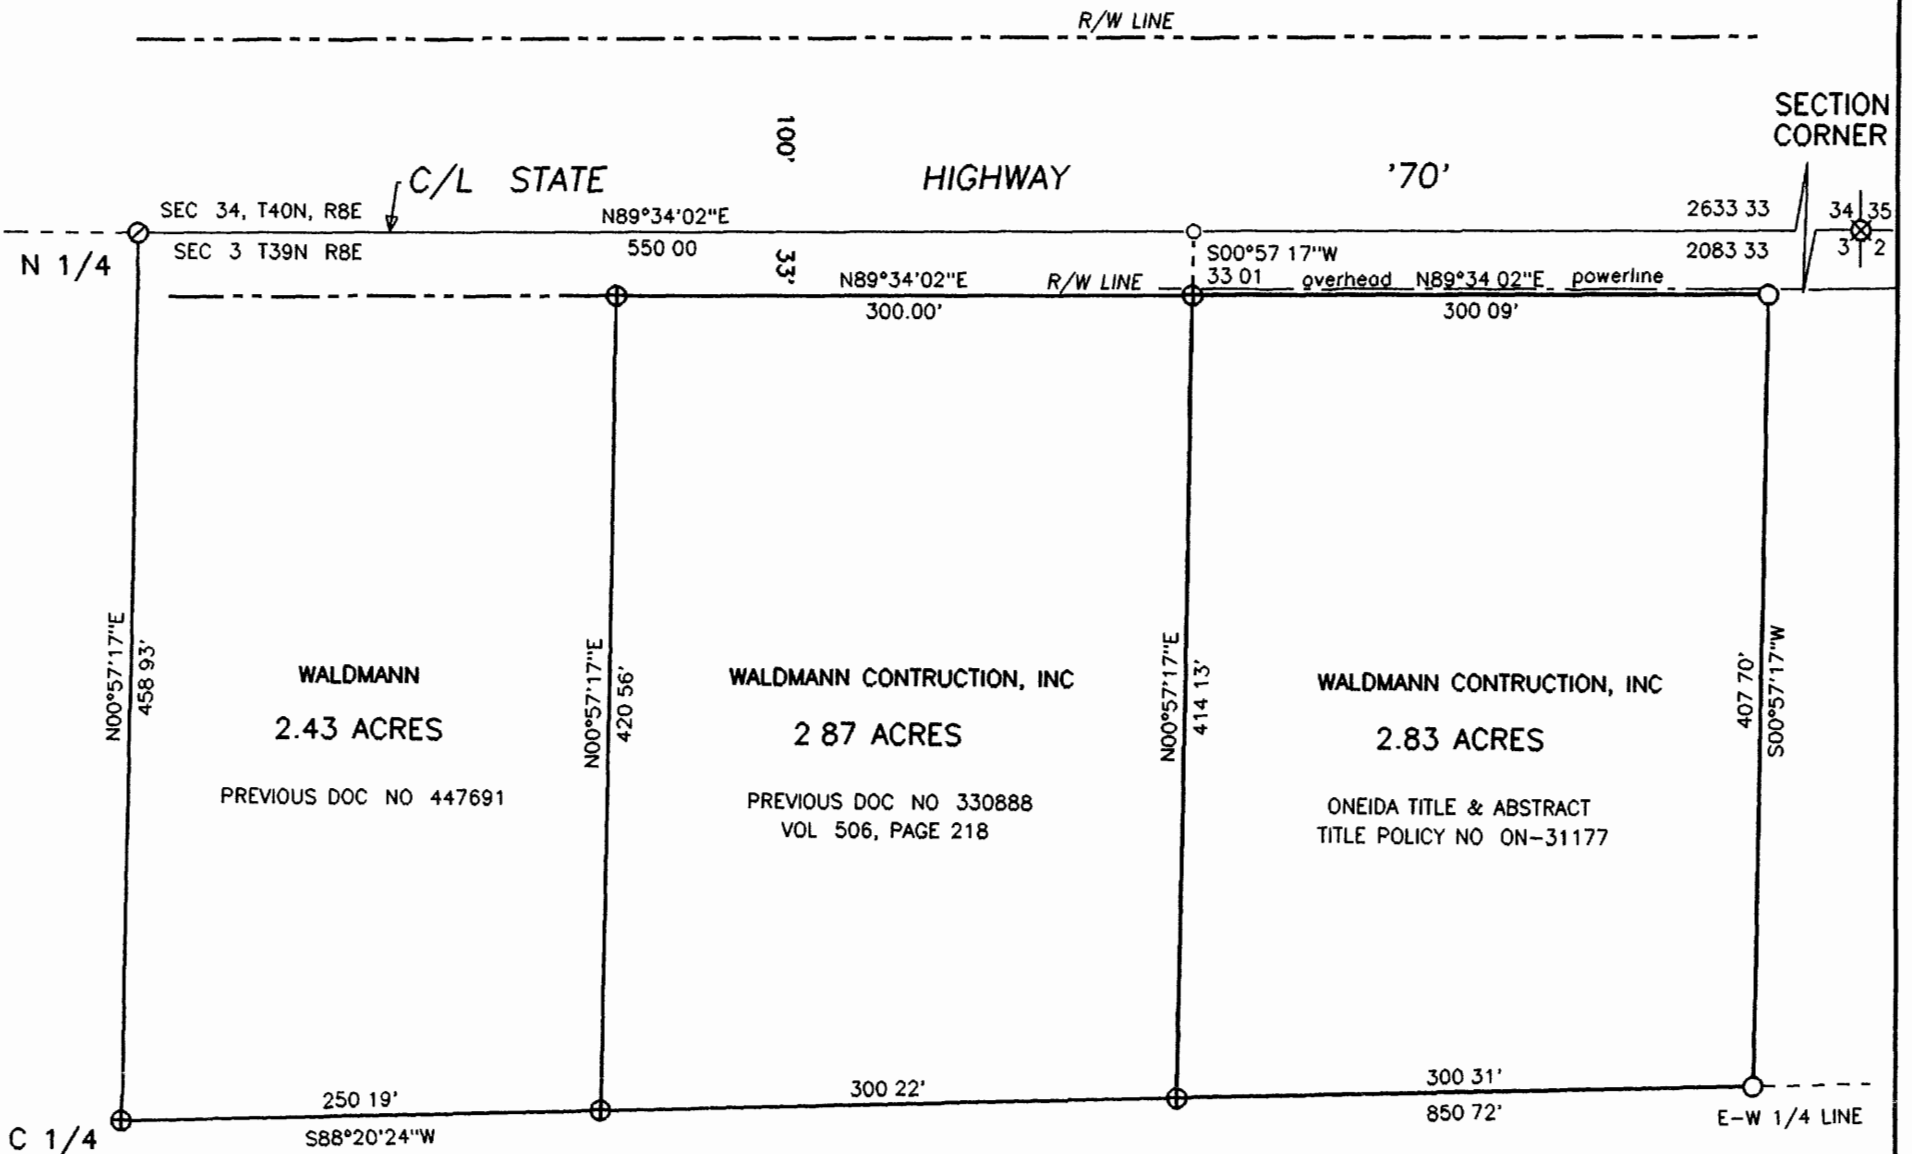 R/W LINE
SECTION
CORNER
100'
C/L STATE HIGHWAY '70'
SEC 34, T40N, R8E
N89°34'02"E
2633 33
34 35
N 1/4
SEC 3 T39N R8E
550 00
33'
S00°57 17"W
2083 33
3 2
N89°34'02"E
R/W LINE
33 01
overhead N89°34 02"E powerline
300.00'
300 09'
N00°57'17"E
458 93'
N00°57'17"E
420 56'
N00°57'17"E
414 13'
407 70'
S00°57'17"W
WALDMANN
2.43 ACRES
PREVIOUS DOC NO 447691
WALDMANN CONTRUCTION, INC
2 87 ACRES
PREVIOUS DOC NO 330888
VOL 506, PAGE 218
WALDMANN CONTRUCTION, INC
2.83 ACRES
ONEIDA TITLE & ABSTRACT
TITLE POLICY NO ON-31177
250 19'
300 22'
300 31'
C 1/4
S88°20'24"W
850 72'
E-W 1/4 LINE